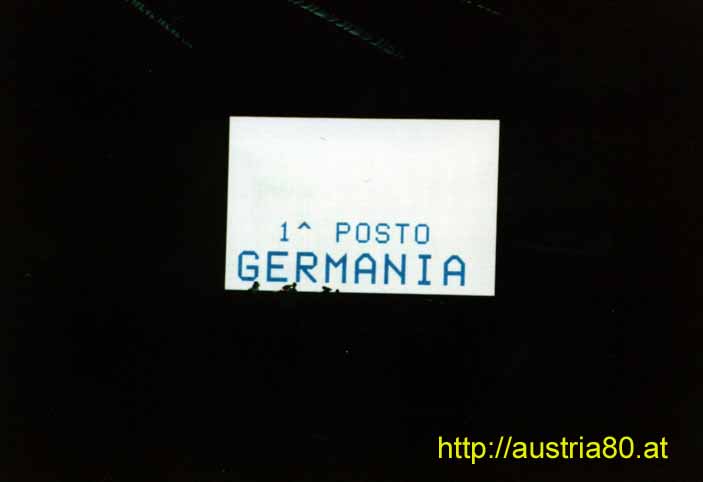 1^ POSTO
GERMANIA
http://austria80.at